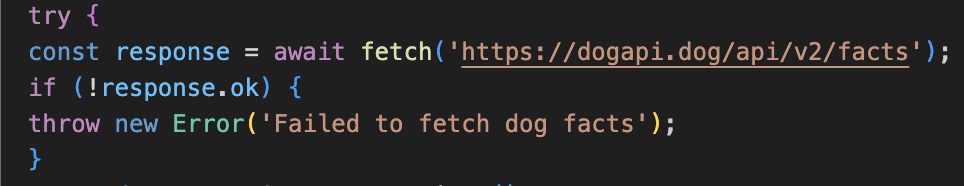 try {
const response = await fetch('https://dogapi.dog/api/v2/facts');
if (!response.ok) {
throw new Error('Failed to fetch dog facts');
}